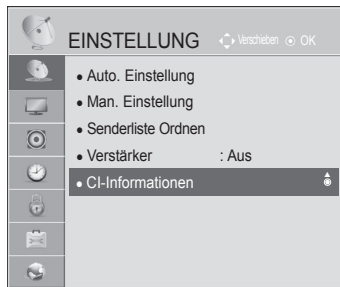 EINSTELLUNG Verschieben OK
• Auto. Einstellung
• Man. Einstellung
• Senderliste Ordnen
• Verstärker : Aus
• CI-Informationen